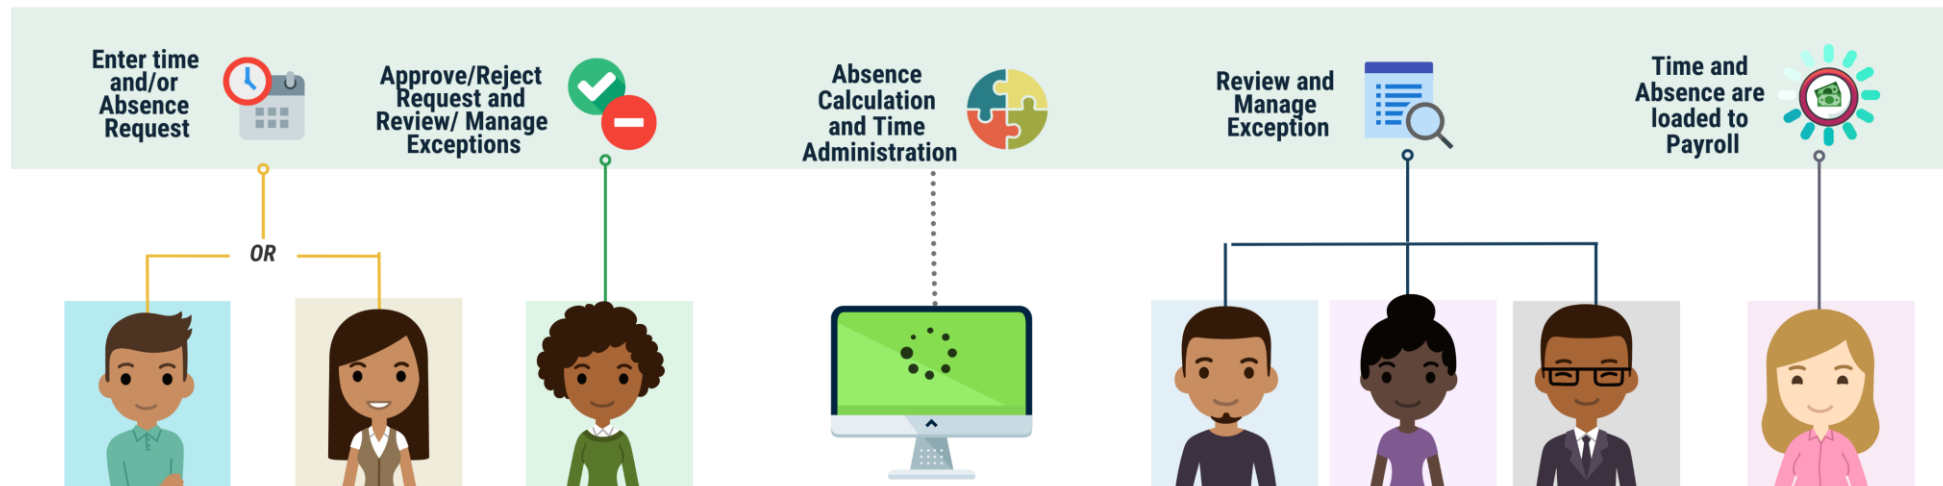 Enter time
and/or
Absence
Request
Approve/Reject
Request and
Review/ Manage
Exceptions
Absence
Calculation
and Time
Administration
Review and
Manage
Exception
Time and
Absence are
loaded to
Payroll
OR